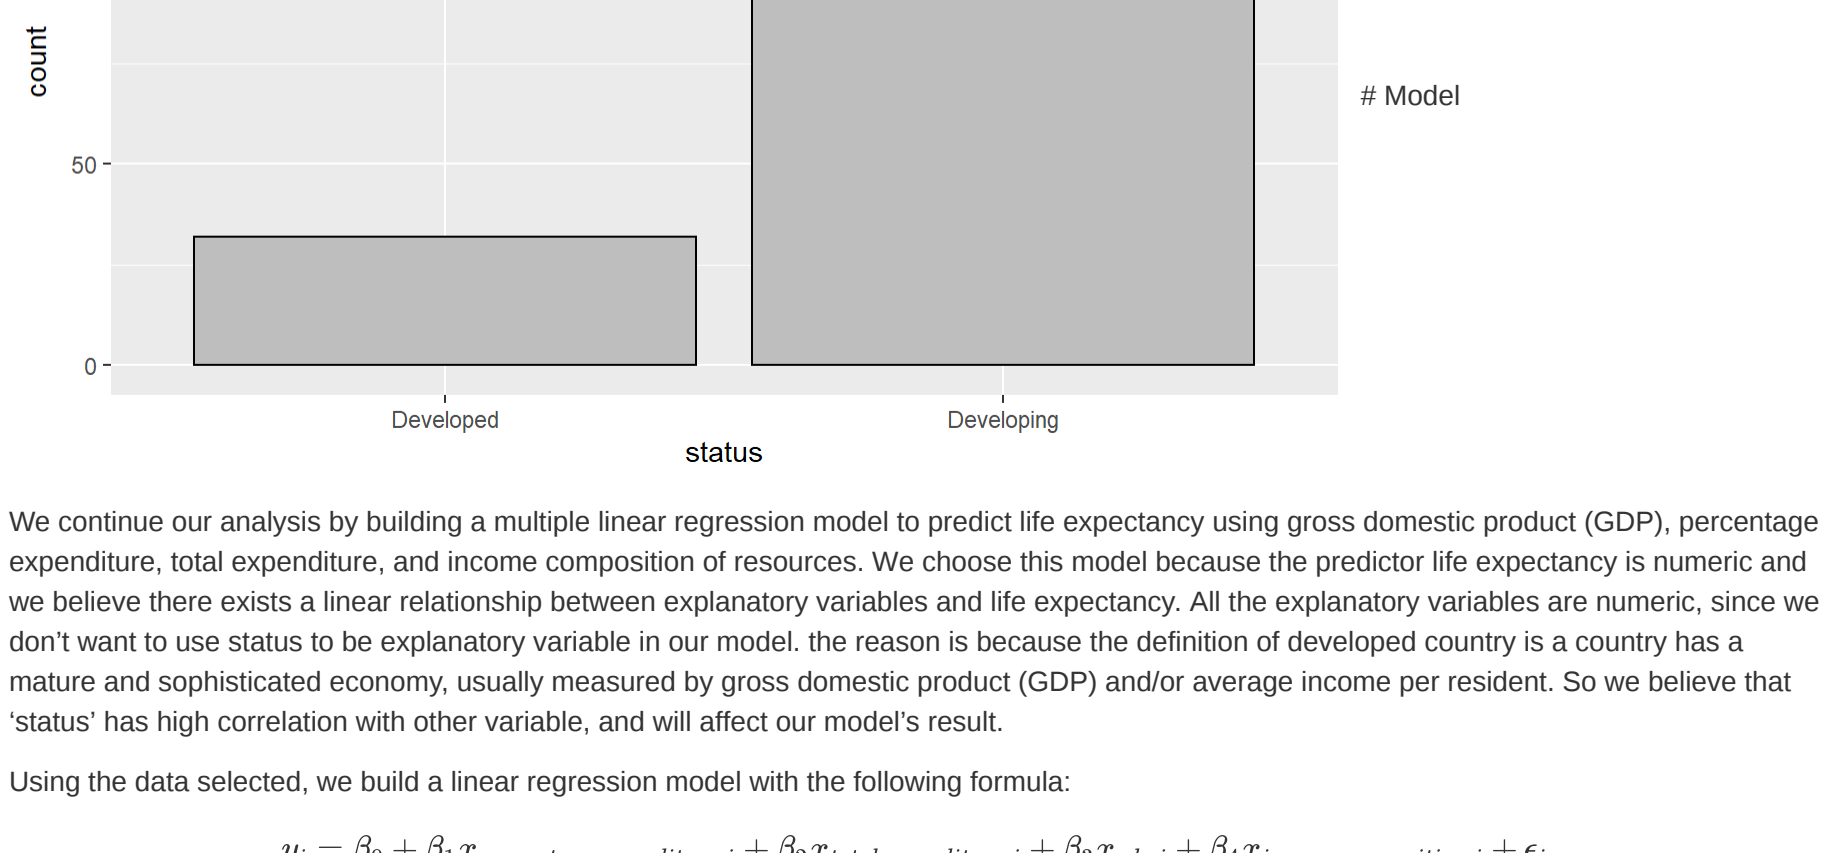 count
# Model
50
0
Developed Developing
status
We continue our analysis by building a multiple linear regression model to predict life expectancy using gross domestic product (GDP), percentage
expenditure, total expenditure, and income composition of resources. We choose this model because the predictor life expectancy is numeric and
we believe there exists a linear relationship between explanatory variables and life expectancy. All the explanatory variables are numeric, since we
don’t want to use status to be explanatory variable in our model. the reason is because the definition of developed country is a country has a
mature and sophisticated economy, usually measured by gross domestic product (GDP) and/or average income per resident. So we believe that
‘status’ has high correlation with other variable, and will affect our model’s result.
Using the data selected, we build a linear regression model with the following formula: